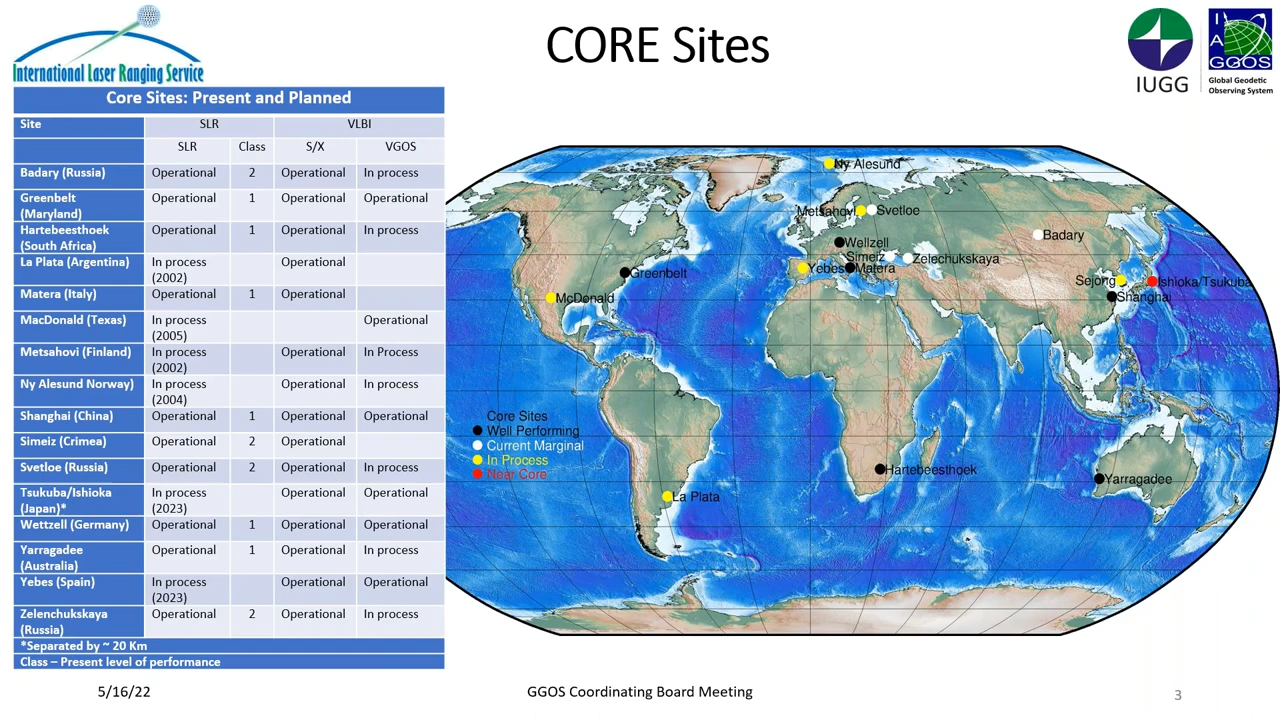 International Laser Ranging Service
CORE Sites
IUGG
I
A
GGOS
Global Geodetic
Observing System
Core Sites: Present and Planned
Site SLR VLBI
SLR Class S/X VGOS
Badary (Russia) Operational 2 Operational In process
Greenbelt (Maryland) Operational 1 Operational Operational
Hartebeesthoek (South Africa) Operational 1 Operational In process
La Plata (Argentina) In process (2002) Operational
Matera (Italy) Operational 1 Operational
MacDonald (Texas) In process (2005) Operational
Metsahovi (Finland) In process (2002) Operational In Process
Ny Alesund Norway) In process (2004) Operational In process
Shanghai (China) Operational 1 Operational Operational
Simeiz (Crimea) Operational 2 Operational
Svetloe (Russia) Operational 2 Operational In process
Tsukuba/Ishioka (Japan)* In process (2023) Operational
Wettzell (Germany) Operational 1 Operational Operational
Yarragadee (Australia) Operational 1 Operational In process
Yebes (Spain) In process (2023) Operational Operational
Zelenchukskaya (Russia) Operational 2 Operational In process
*Separated by ~ 20 Km
Class – Present level of performance
Ny Alesund
Metsahovi
Svetloe
Badary
Wellzell
Simeiz
Zelechukskaya
Yebes
Matera
Greenbelt
McDonald
Sejong
Ishioka/Tsukuba
Shanghai
Core Sites
Well Performing
Current Marginal
In Process
Near Core
Hartebeesthoek
Yarragadee
La Plata
5/16/22
GGOS Coordinating Board Meeting
3